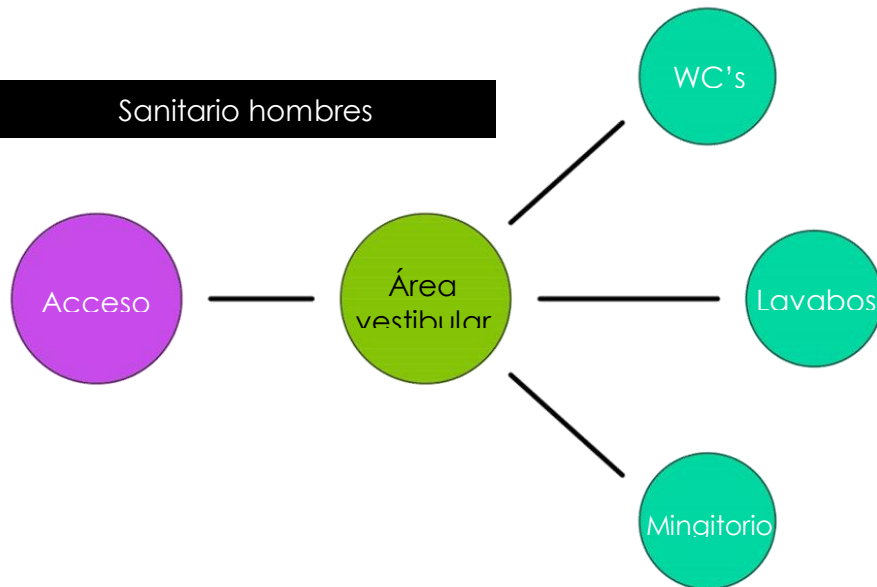 Sanitario hombres
WC's
Acceso
Área
vestibular
Lavabos
Mingitorio